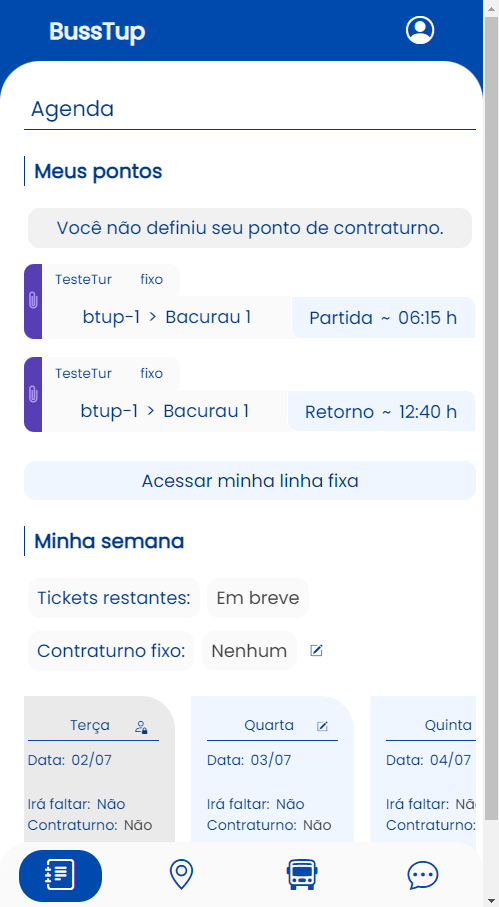 BussTup
Agenda
Meus pontos
Você não definiu seu ponto de contraturno.
TesteTur fixo
btup-1 > Bacurau 1 Partida ~ 06:15 h
TesteTur fixo
btup-1 > Bacurau 1 Retorno ~ 12:40 h
Acessar minha linha fixa
Minha semana
Tickets restantes: Em breve
Contraturno fixo: Nenhum
Terça
Data: 02/07
Irá faltar: Não
Contraturno: Não
Quarta
Data: 03/07
Irá faltar: Não
Contraturno: Não
Quinta
Data: 04/07
Irá faltar: Nã
Contraturno: